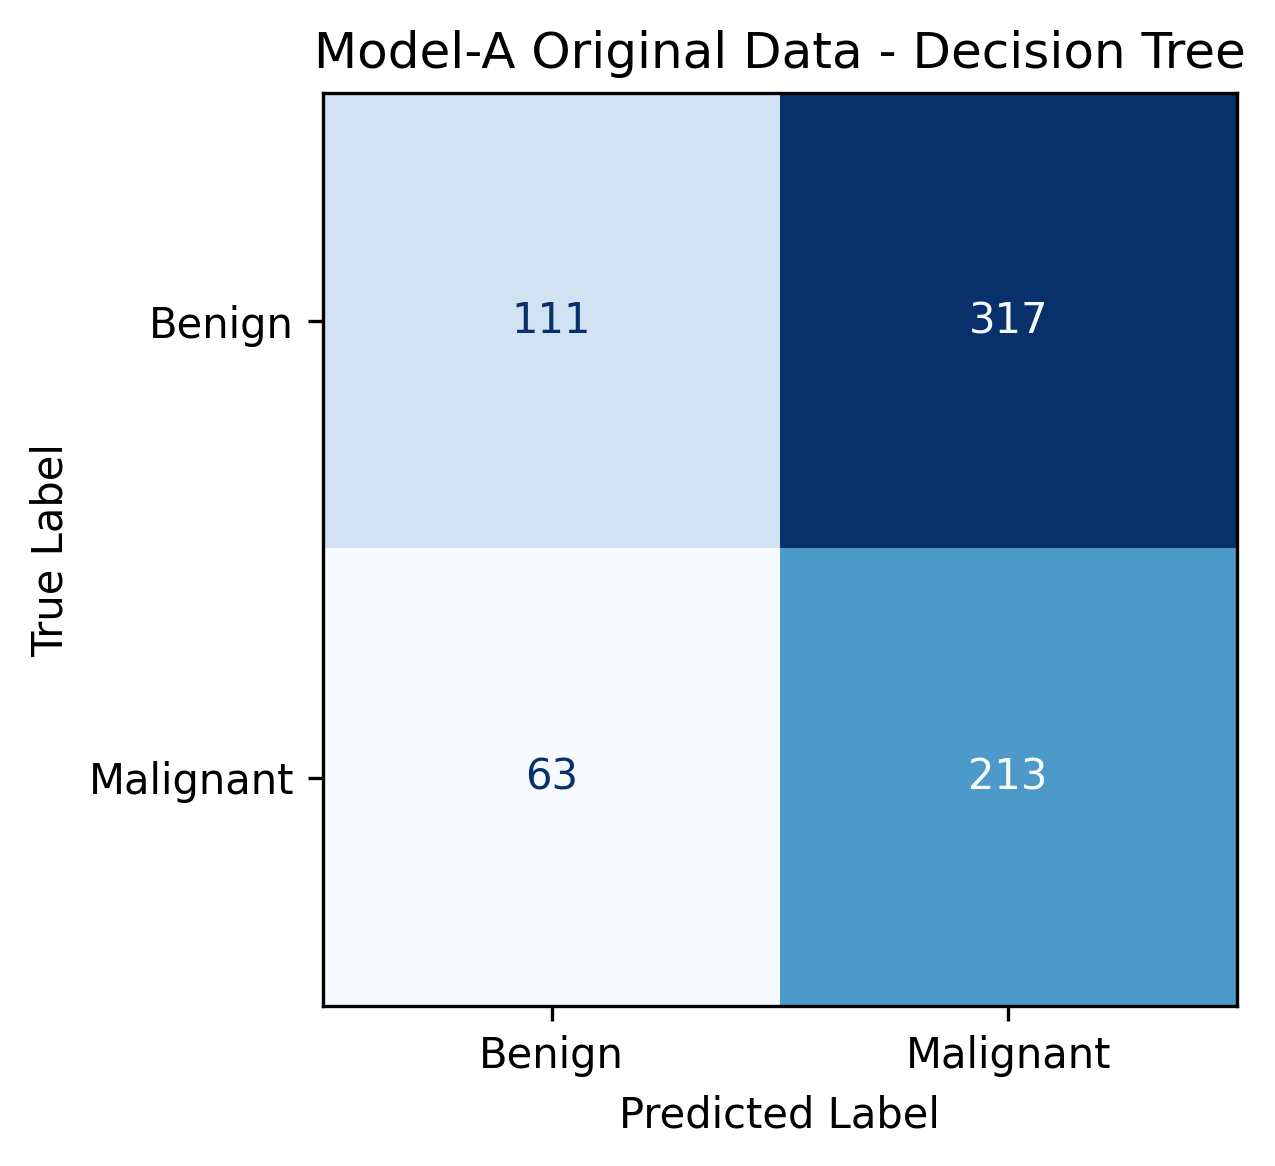 Model-A Original Data - Decision Tree
True Label
Benign
111
317
Malignant
63
213
Benign
Malignant
Predicted Label